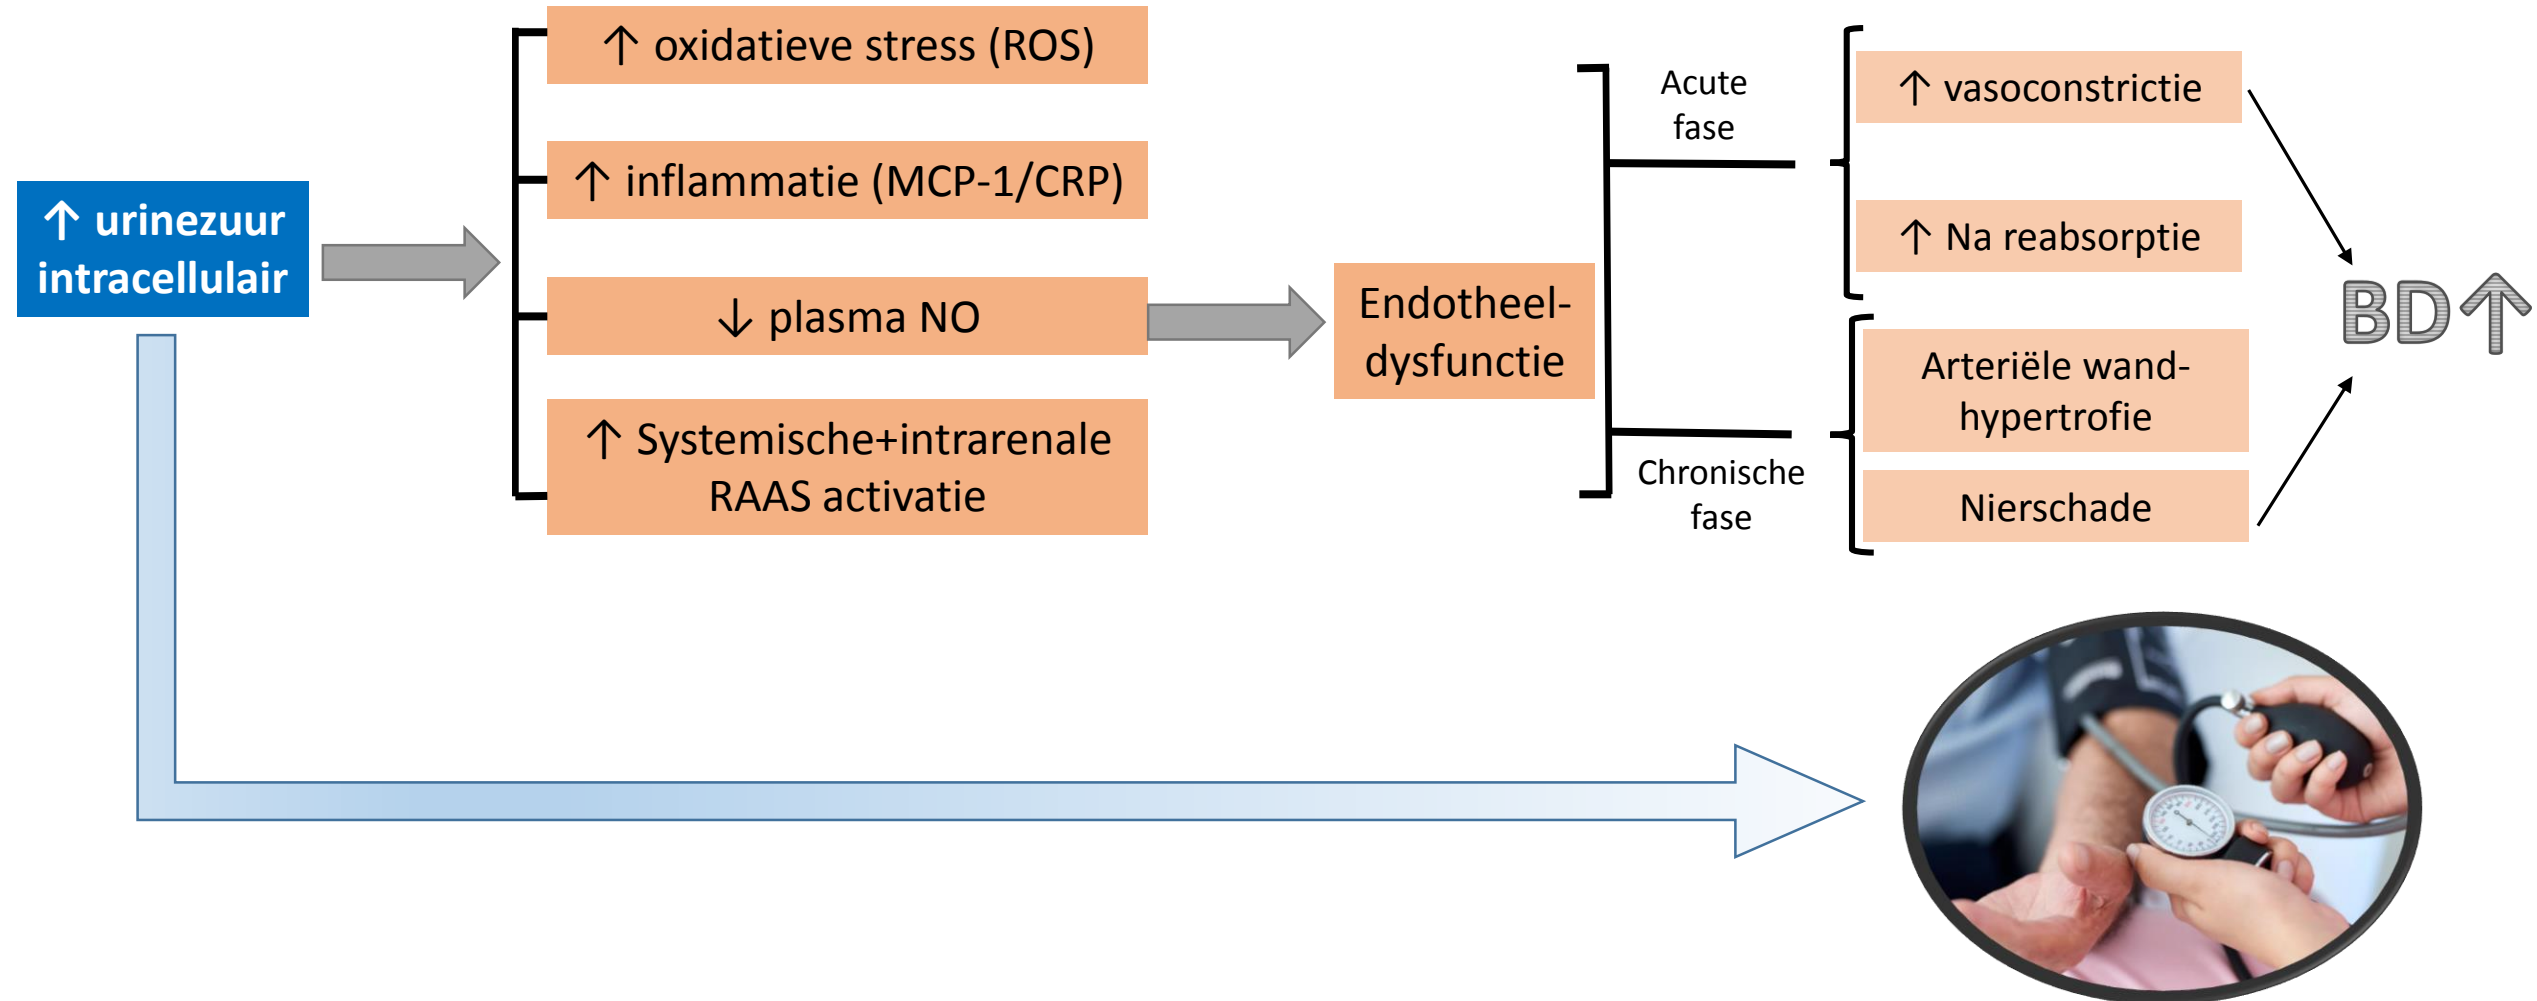 ↑ urinezuur
intracellulair
↑ oxidatieve stress (ROS)
↑ inflammatie (MCP-1/CRP)
↓ plasma NO
↑ Systemische+intrarenale
RAAS activatie
Endotheel-
dysfunctie
Acute
fase
↑ vasoconstrictie
↑ Na reabsorptie
Chronische
fase
Arteriële wand-
hypertrofie
Nierschade
BD↑